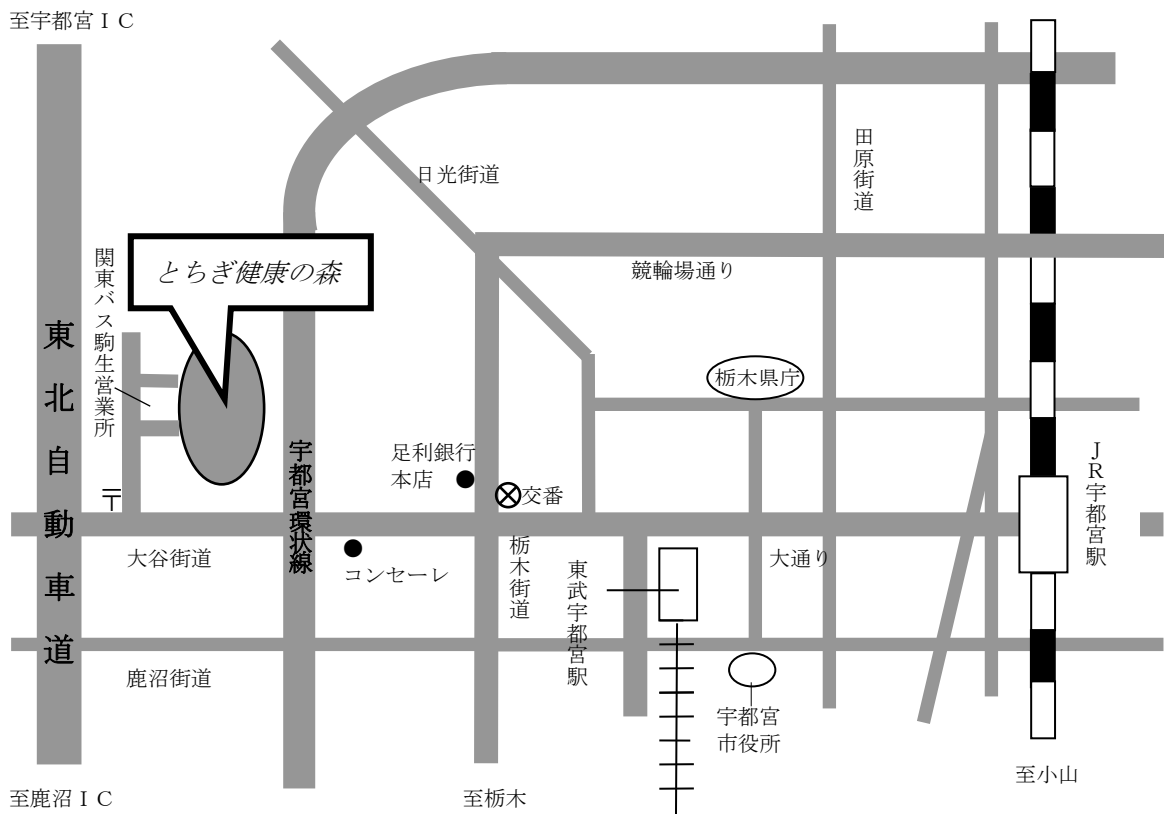 至宇都宮ＩＣ
日光街道
田原街道
関東バス駒生営業所
とちぎ健康の森
競輪場通り
東北自動車道
栃木県庁
宇都宮環状線
足利銀行
本店
交番
ＪＲ宇都宮駅
〒
大谷街道
コンセーレ
栃木街道
東武宇都宮駅
大通り
鹿沼街道
宇都宮
市役所
至鹿沼ＩＣ
至栃木
至小山